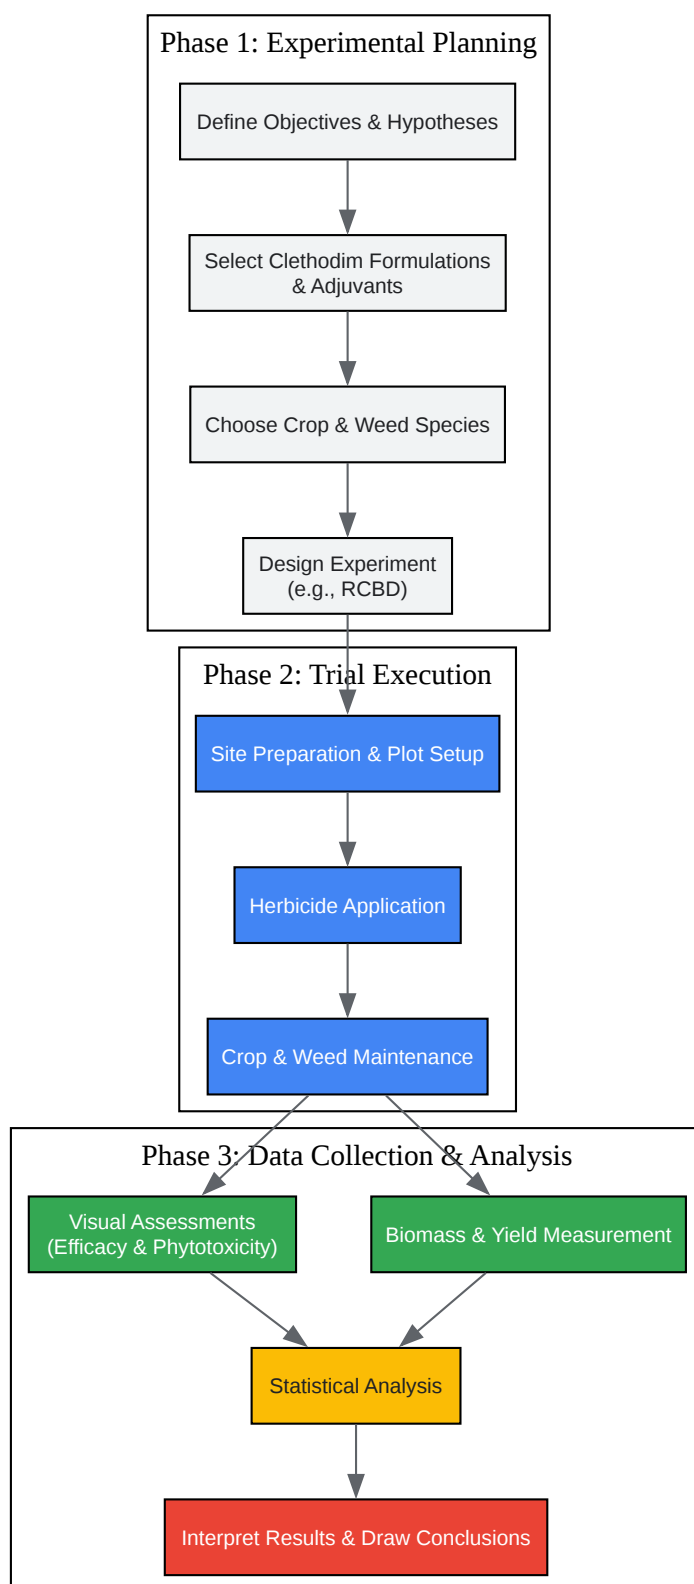 Phase 1: Experimental Planning
Define Objectives & Hypotheses
Select Clethodim Formulations
& Adjuvants
Choose Crop & Weed Species
Design Experiment
(e.g., RCBD)
Phase 2: Trial Execution
Site Preparation & Plot Setup
Herbicide Application
Crop & Weed Maintenance
Phase 3: Data Collection & Analysis
Visual Assessments
(Efficacy & Phytotoxicity)
Biomass & Yield Measurement
Statistical Analysis
Interpret Results & Draw Conclusions